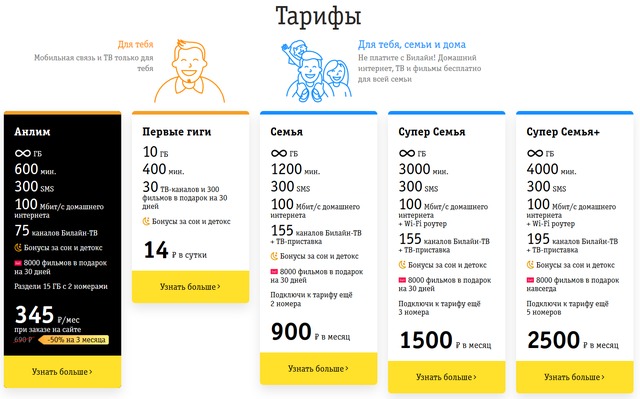 Тарифы
Для тебя
Мобильная связь и ТВ только для
тебя
Для тебя, семьи и дома
Не платите с Билайн! Домашний
интернет, ТВ и фильмы бесплатно
для всей семьи
Анлим
∞ ГБ
600 мин.
300 SMS
100 Мбит/с домашнего
интернета
75 каналов Билайн-ТВ
Бонусы за сон и детокс
8000 фильмов в подарок
на 30 дней
Раздели 15 ГБ с 2 номерами
345 ₽/мес
при заказе на сайте
690 ₽ -50% на 3 месяца
Узнать больше ›
Первые гиги
10 ГБ
400 мин.
30 ТВ-каналов и 300
фильмов в подарок на 30
дней
Бонусы за сон и детокс
14 ₽ в сутки
Узнать больше ›
Семья
∞ ГБ
1200 мин.
300 SMS
100 Мбит/с домашнего
интернета
155 каналов Билайн-ТВ
+ ТВ-приставка
Бонусы за сон и детокс
8000 фильмов в подарок
на 30 дней
Подключи к тарифу ещё
2 номера
900 ₽ в месяц
Узнать больше ›
Супер Семья
∞ ГБ
3000 мин.
300 SMS
100 Мбит/с домашнего
интернета
+ Wi-Fi роутер
155 каналов Билайн-ТВ
+ ТВ-приставка
Бонусы за сон и детокс
8000 фильмов в подарок
на 30 дней
Подключи к тарифу ещё
3 номера
1500 ₽ в месяц
Узнать больше ›
Супер Семья+
∞ ГБ
4000 мин.
300 SMS
100 Мбит/с домашнего
интернета
+ Wi-Fi роутер
195 каналов Билайн-ТВ
+ ТВ-приставка
Бонусы за сон и детокс
8000 фильмов в подарок
навсегда
Подключи к тарифу ещё
5 номеров
2500 ₽ в месяц
Узнать больше ›